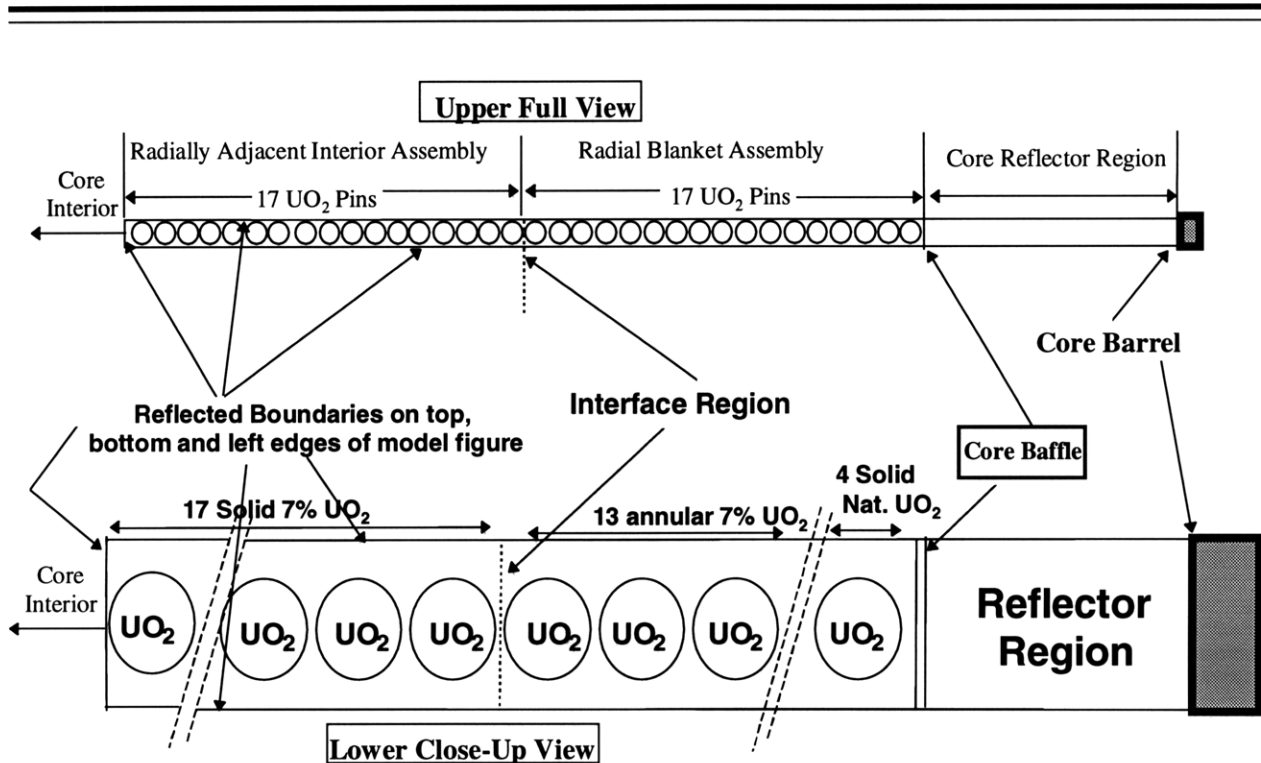 Upper Full View
Radially Adjacent Interior Assembly
Radial Blanket Assembly
Core Reflector Region
Core
Interior
17 UO₂ Pins
17 UO₂ Pins
Core Barrel
Reflected Boundaries on top,
bottom and left edges of model figure
Interface Region
Core Baffle
17 Solid 7% UO₂
13 annular 7% UO₂
4 Solid
Nat. UO₂
Core
Interior
UO₂
UO₂
UO₂
UO₂
UO₂
UO₂
UO₂
UO₂
Reflector
Region
Lower Close-Up View